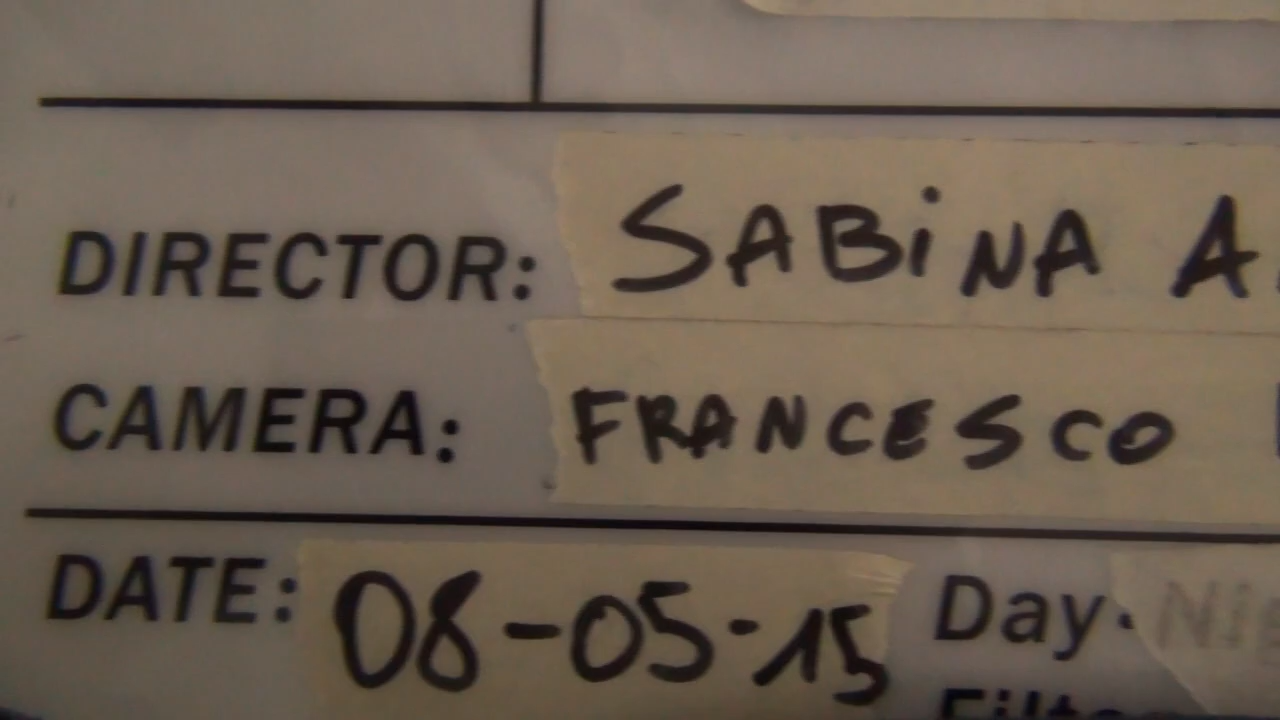 DIRECTOR: SABiNA A.
CAMERA: FRANCESCO
DATE: 08-05-15 Day.